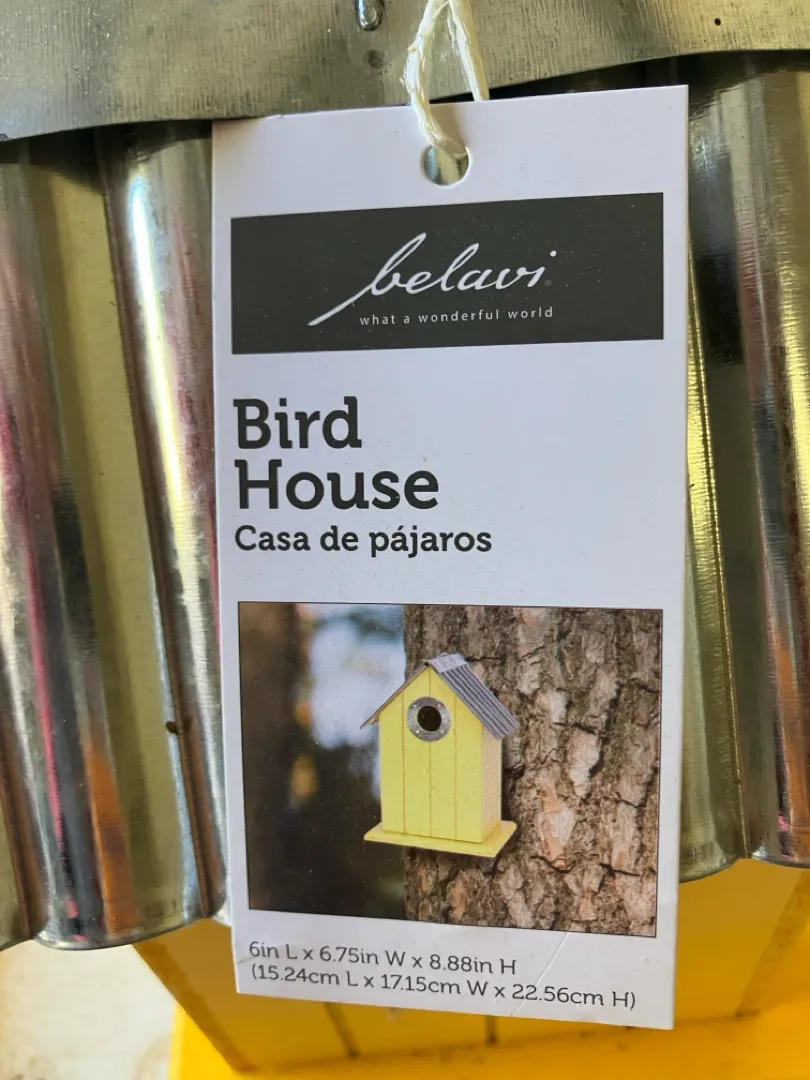 belavi
what a wonderful world
Bird
House
Casa de pájaros
6in L x 6.75in W x 8.88in H
(15.24cm L x 17.15cm W x 22.56cm H)